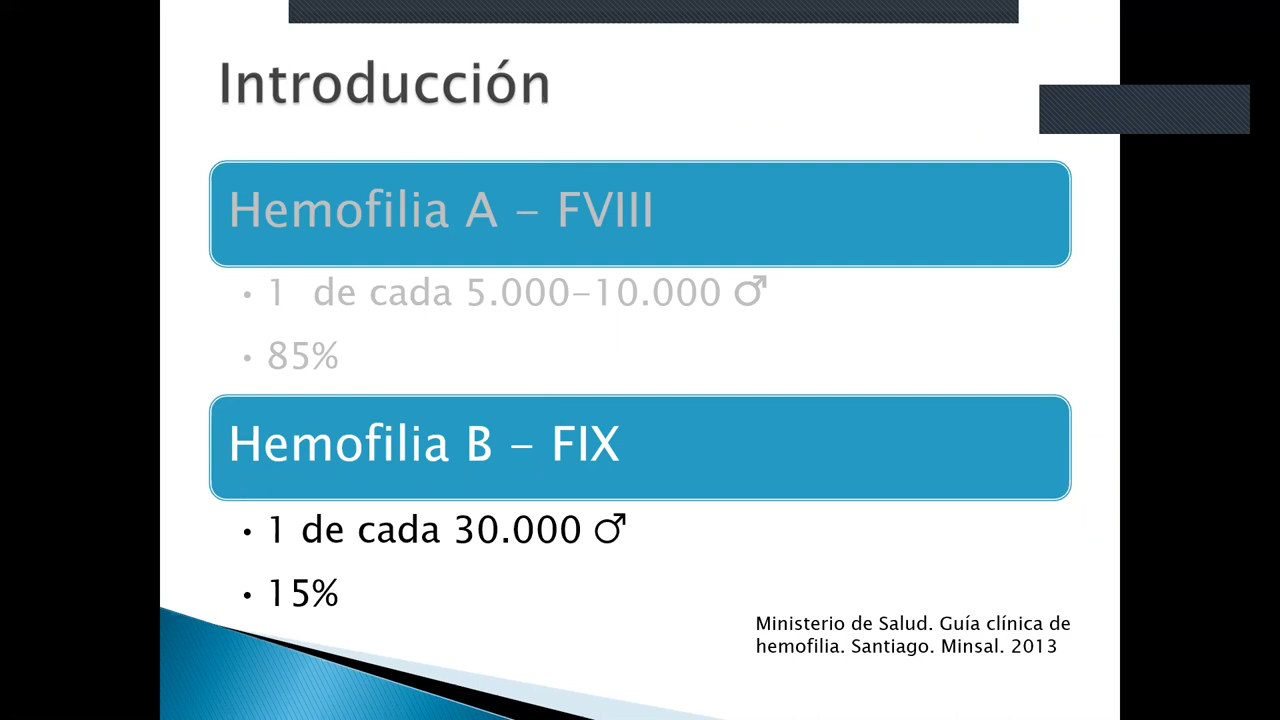 Introducción
Hemofilia A - FVIII
• 1 de cada 5.000-10.000 ♂
• 85%
Hemofilia B - FIX
• 1 de cada 30.000 ♂
• 15%
Ministerio de Salud. Guía clínica de
hemofilia. Santiago. Minsal. 2013